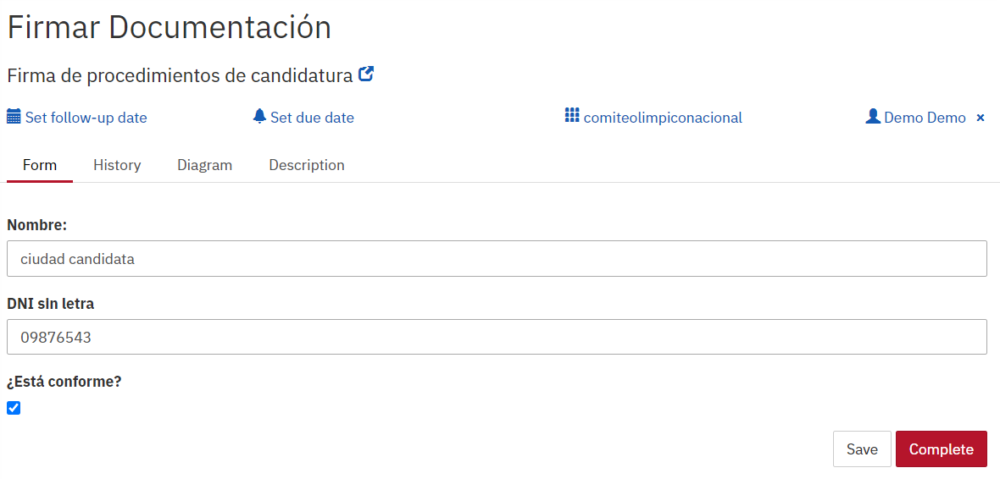 Firmar Documentación
Firma de procedimientos de candidatura
Set follow-up date Set due date comiteolimpiconacional Demo Demo ×
Form History Diagram Description
Nombre:
ciudad candidata
DNI sin letra
09876543
¿Está conforme?
Save Complete